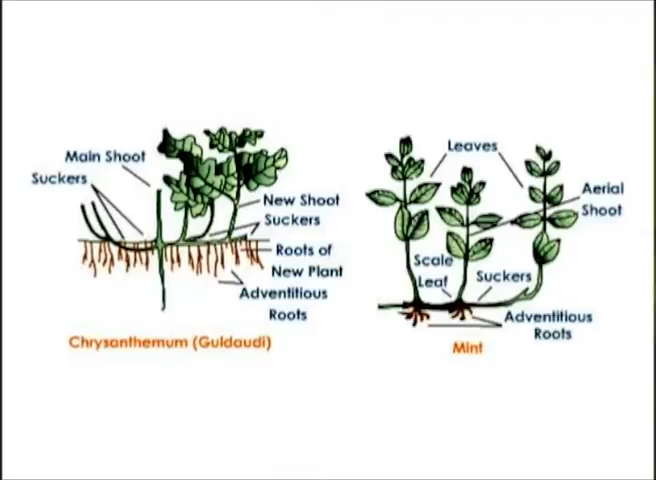 Main Shoot
Suckers
New Shoot
Suckers
Roots of
New Plant
Adventitious
Roots
Chrysanthemum (Guldaudi)
Leaves
Aerial
Shoot
Scale
Leaf
Suckers
Adventitious
Roots
Mint